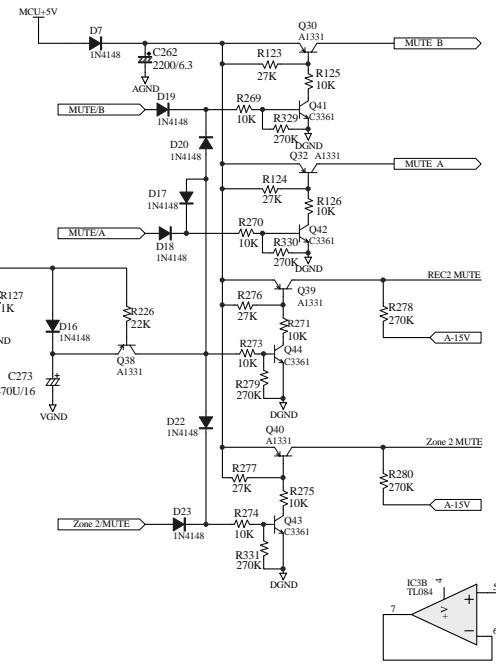 MCU+5V
D7
1N4148
C262
2200/6.3
AGND
Q30
A1331
MUTE B
R123
27K
R125
10K
MUTE/B
D19
1N4148
R269
10K
Q41
C3361
R329
270K
DGND
D20
1N4148
Q32
A1331
MUTE A
R124
27K
R126
10K
D17
1N4148
MUTE/A
D18
1N4148
R270
10K
Q42
C3361
R330
270K
DGND
REC2 MUTE
Q39
A1331
R276
27K
R271
10K
R278
270K
A-15V
R127
1K
ND
D16
1N4148
R226
22K
Q38
A1331
R273
10K
Q44
C3361
R279
270K
DGND
C273
70U/16
VGND
D22
1N4148
Q40
A1331
Zone 2 MUTE
R277
27K
R275
10K
R280
270K
A-15V
Zone 2/MUTE
D23
1N4148
R274
10K
Q43
C3361
R331
270K
DGND
IC3B
TL084
4
+V
7
+
−
5
6